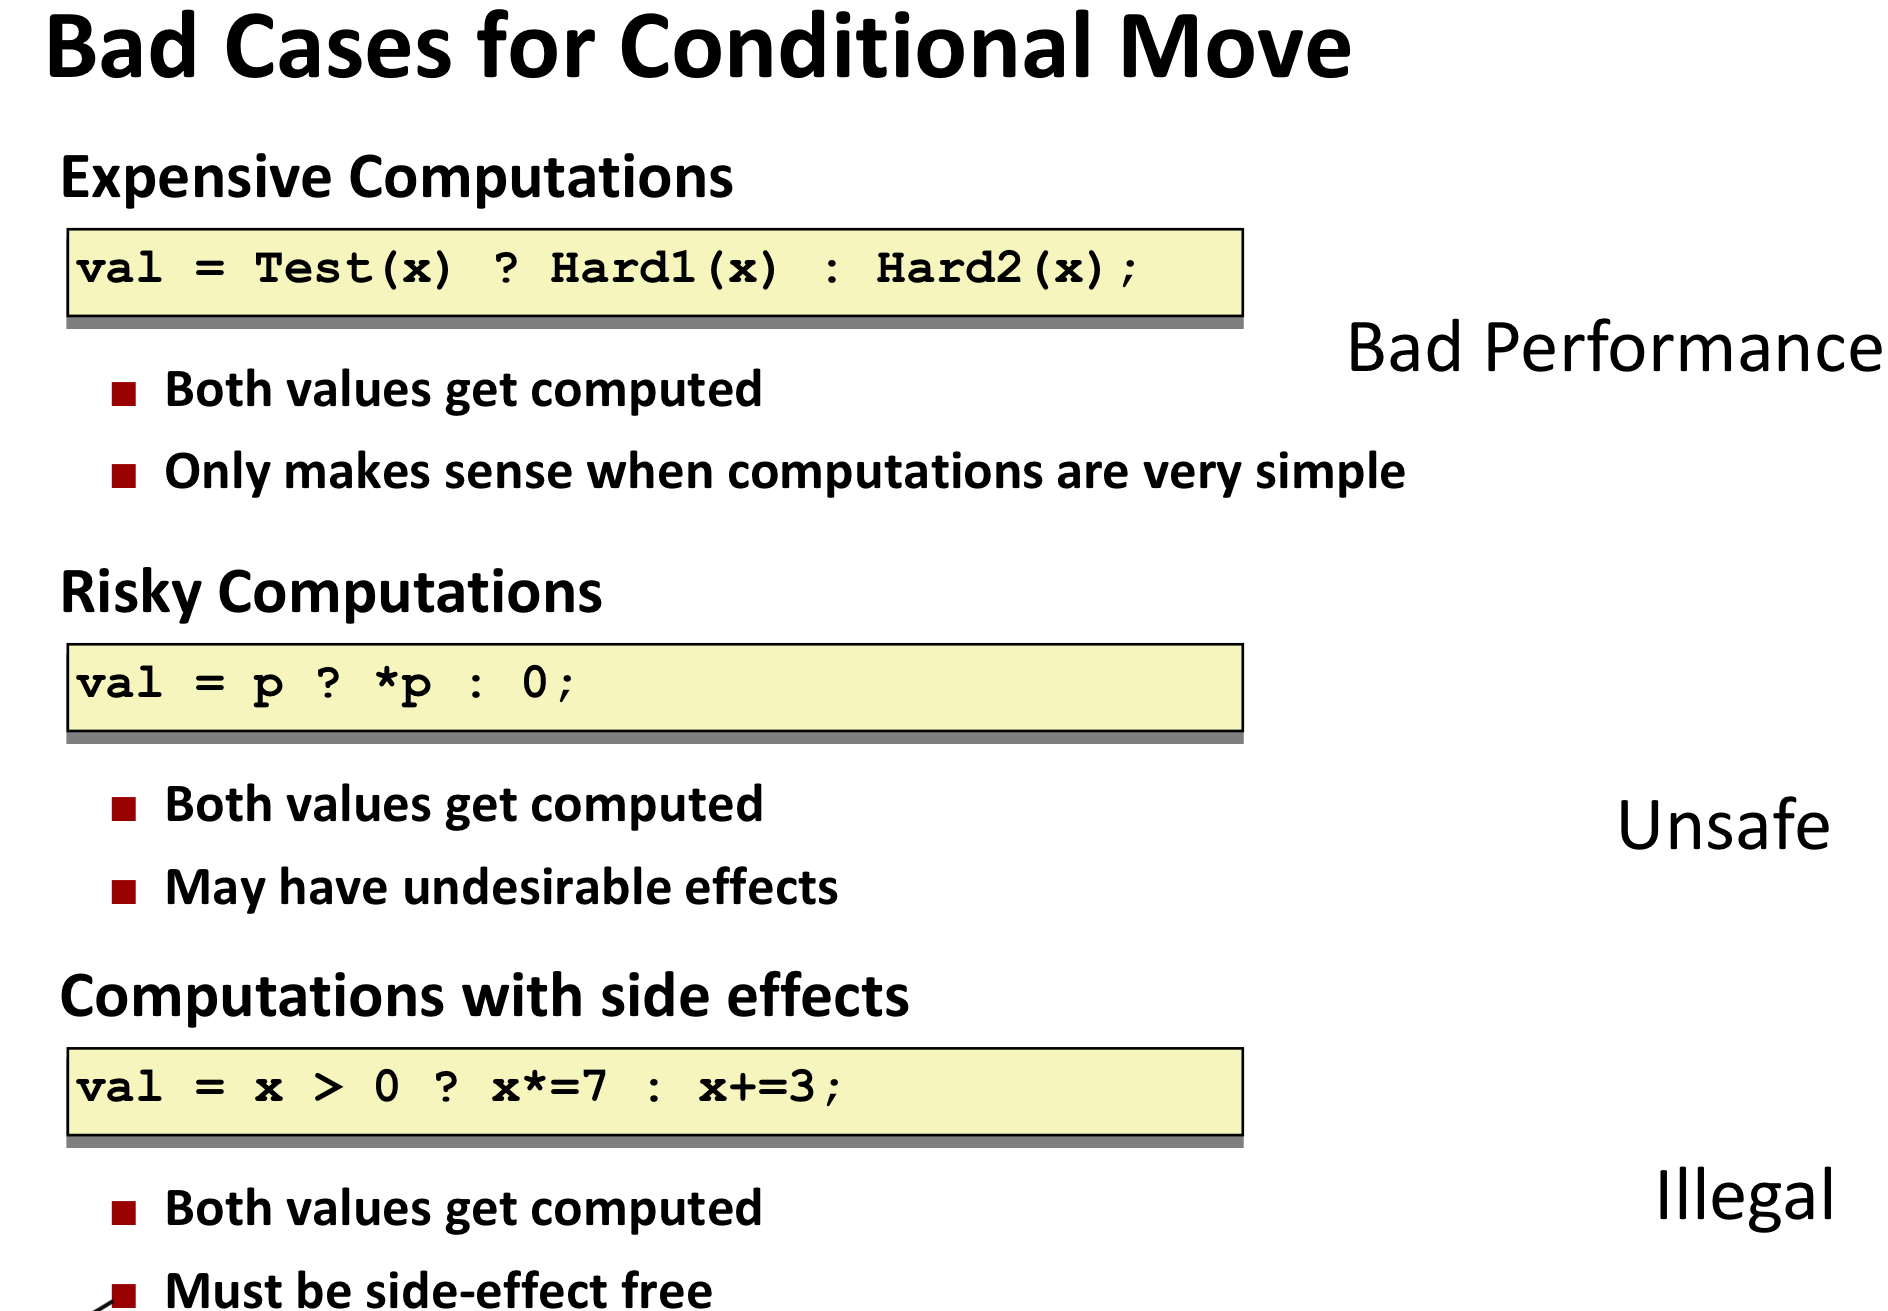 Bad Cases for Conditional Move
Expensive Computations
val = Test(x) ? Hard1(x) : Hard2(x);
Bad Performance
■ Both values get computed
■ Only makes sense when computations are very simple
Risky Computations
val = p ? *p : 0;
■ Both values get computed
Unsafe
■ May have undesirable effects
Computations with side effects
val = x > 0 ? x*=7 : x+=3;
■ Both values get computed
Illegal
■ Must be side-effect free